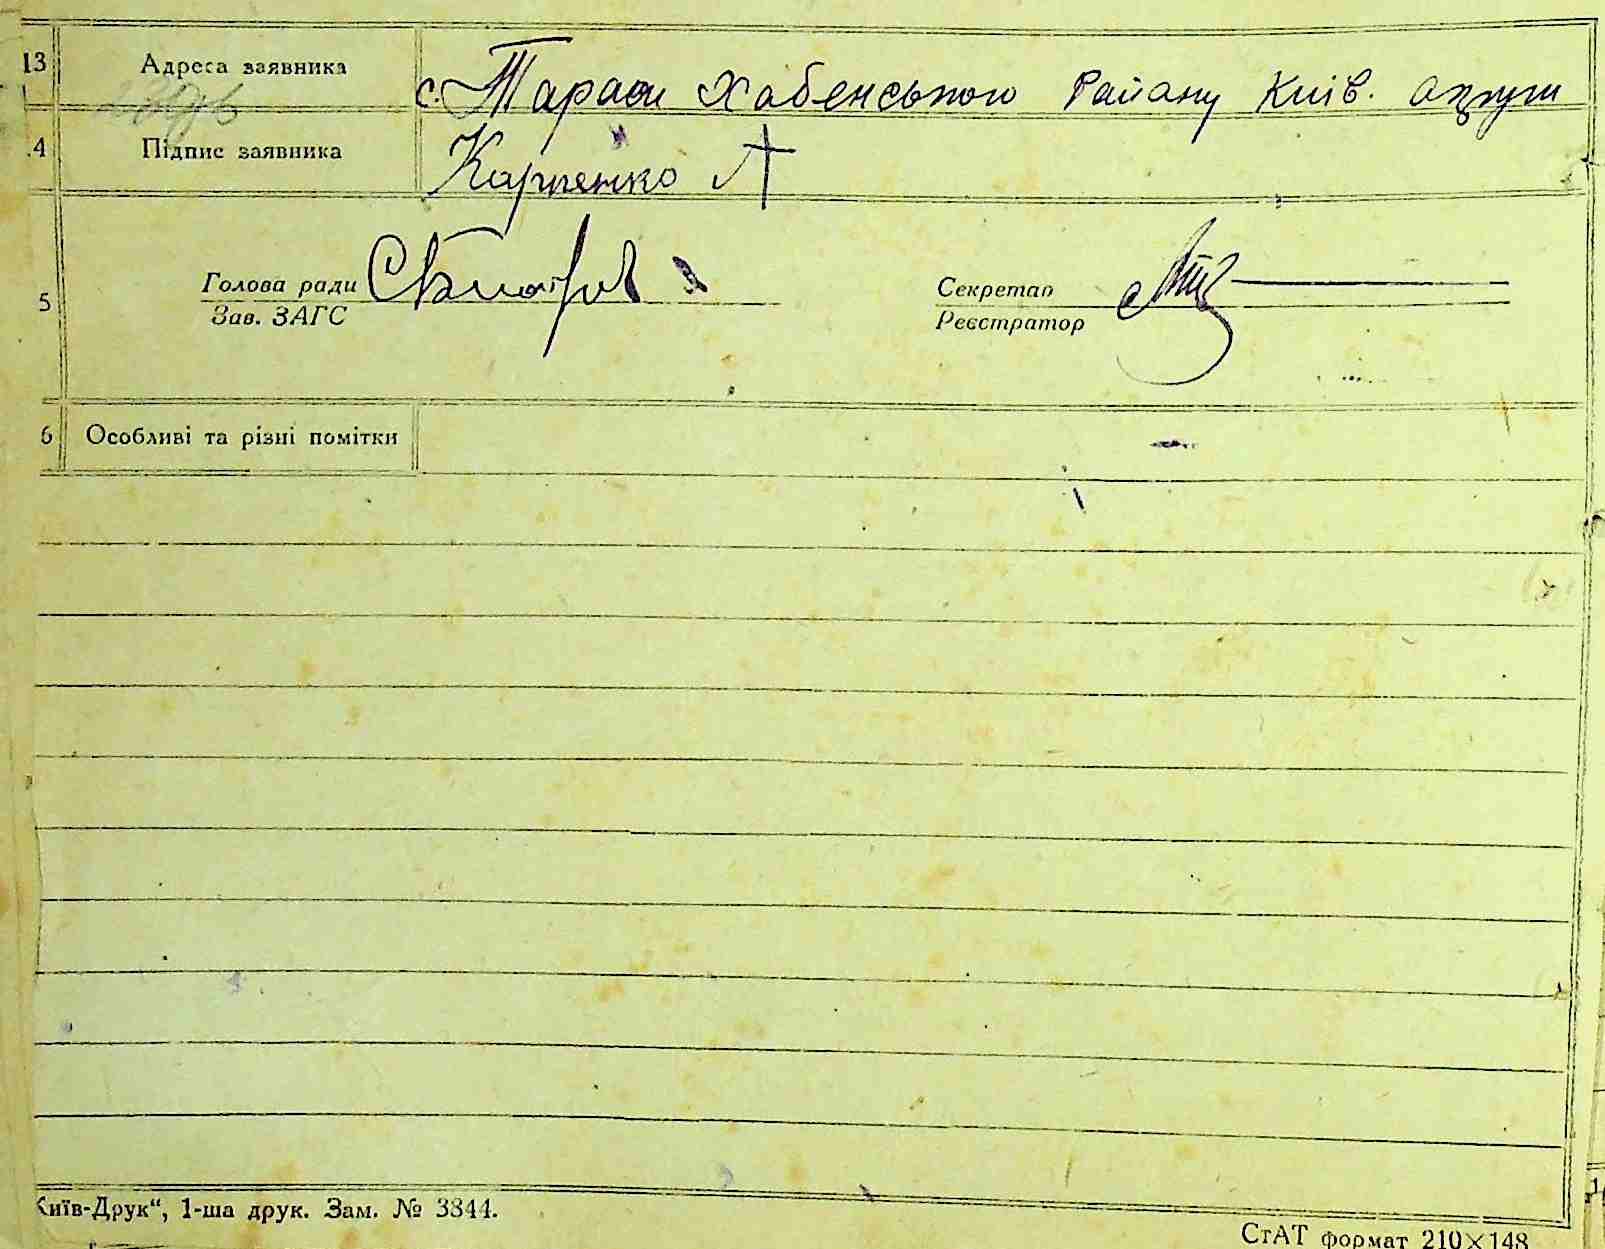 13 Адреса заявника с. Тараси Хабенського Району Київ. Округи
4 Підпис заявника Карпенко А
5 Голова ради Секретар
Зав. ЗАГС Реєстратор
6 Особливі та різні помітки
Київ-Друк“, 1-ша друк. Зам. № 3344.
СтАТ формат 210×148